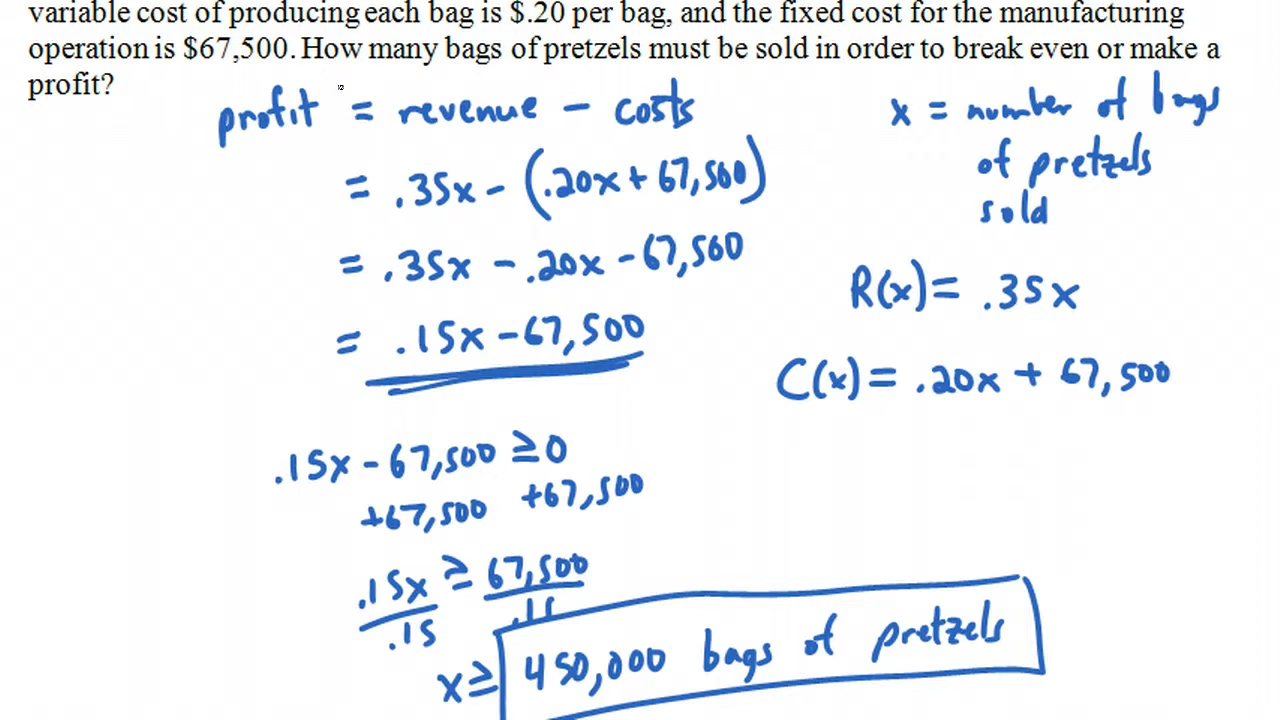 variable cost of producing each bag is $.20 per bag, and the fixed cost for the manufacturing
operation is $67,500. How many bags of pretzels must be sold in order to break even or make a
profit?
profit = revenue - costs
= .35x - (.20x + 67,500)
= .35x - .20x - 67,500
= .15x - 67,500
x = number of bags
of pretzels
sold
R(x) = .35x
C(x) = .20x + 67,500
.15x - 67,500 ≥ 0
+67,500 +67,500
.15x ≥ 67,500
.15 .15
x ≥ 450,000 bags of pretzels